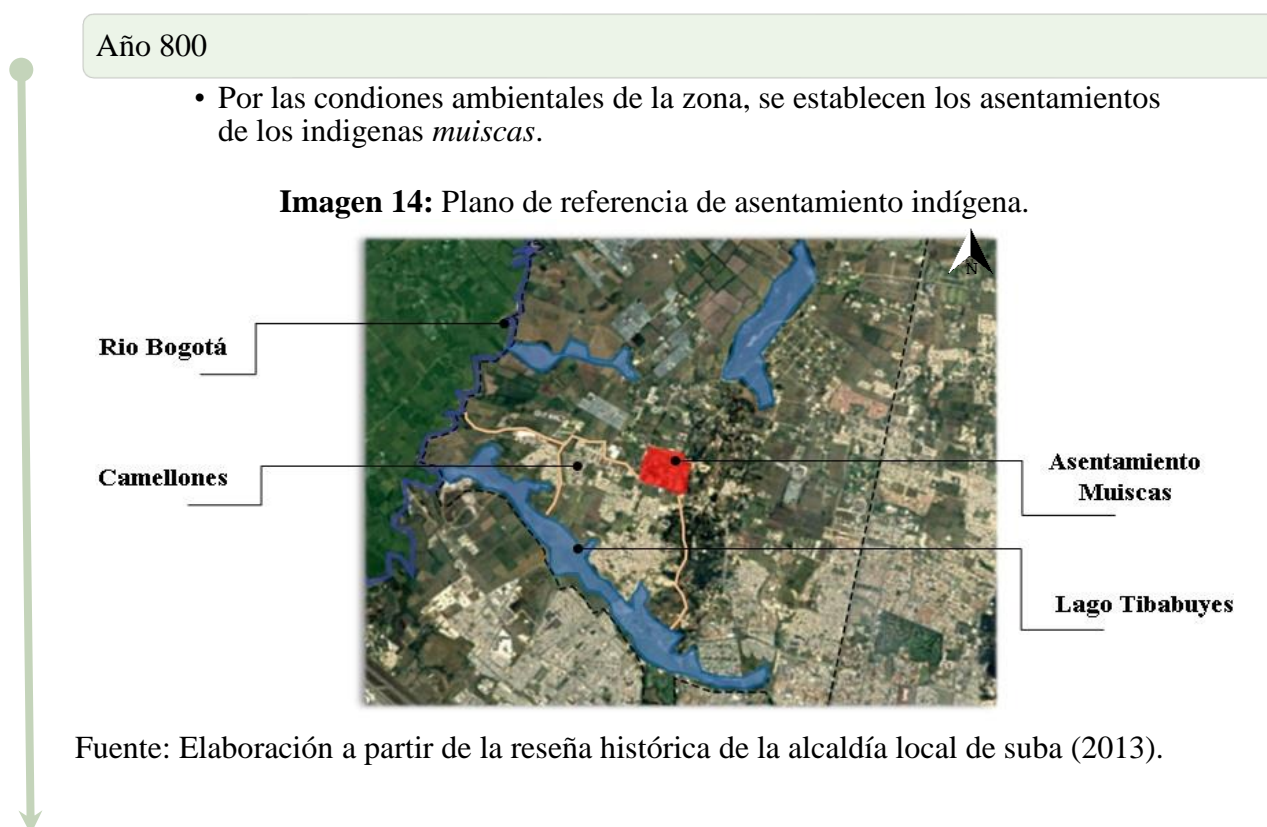 Año 800
• Por las condiones ambientales de la zona, se establecen los asentamientos
de los indigenas muiscas.
Imagen 14: Plano de referencia de asentamiento indígena.
N
Rio Bogotá
Camellones
Asentamiento
Muiscas
Lago Tibabuyes
Fuente: Elaboración a partir de la reseña histórica de la alcaldía local de suba (2013).